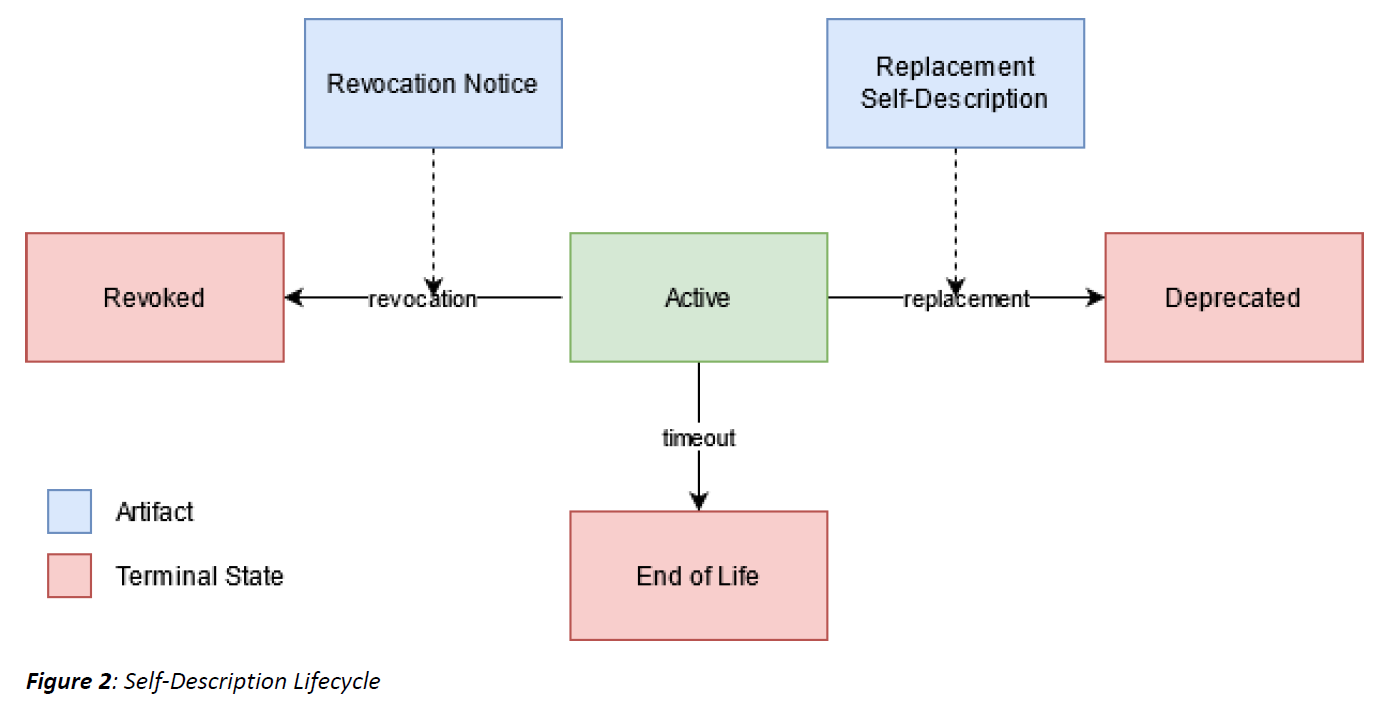 Revocation Notice
Replacement
Self-Description
Revoked
revocation
Active
replacement
Deprecated
timeout
Artifact
Terminal State
End of Life
Figure 2: Self-Description Lifecycle